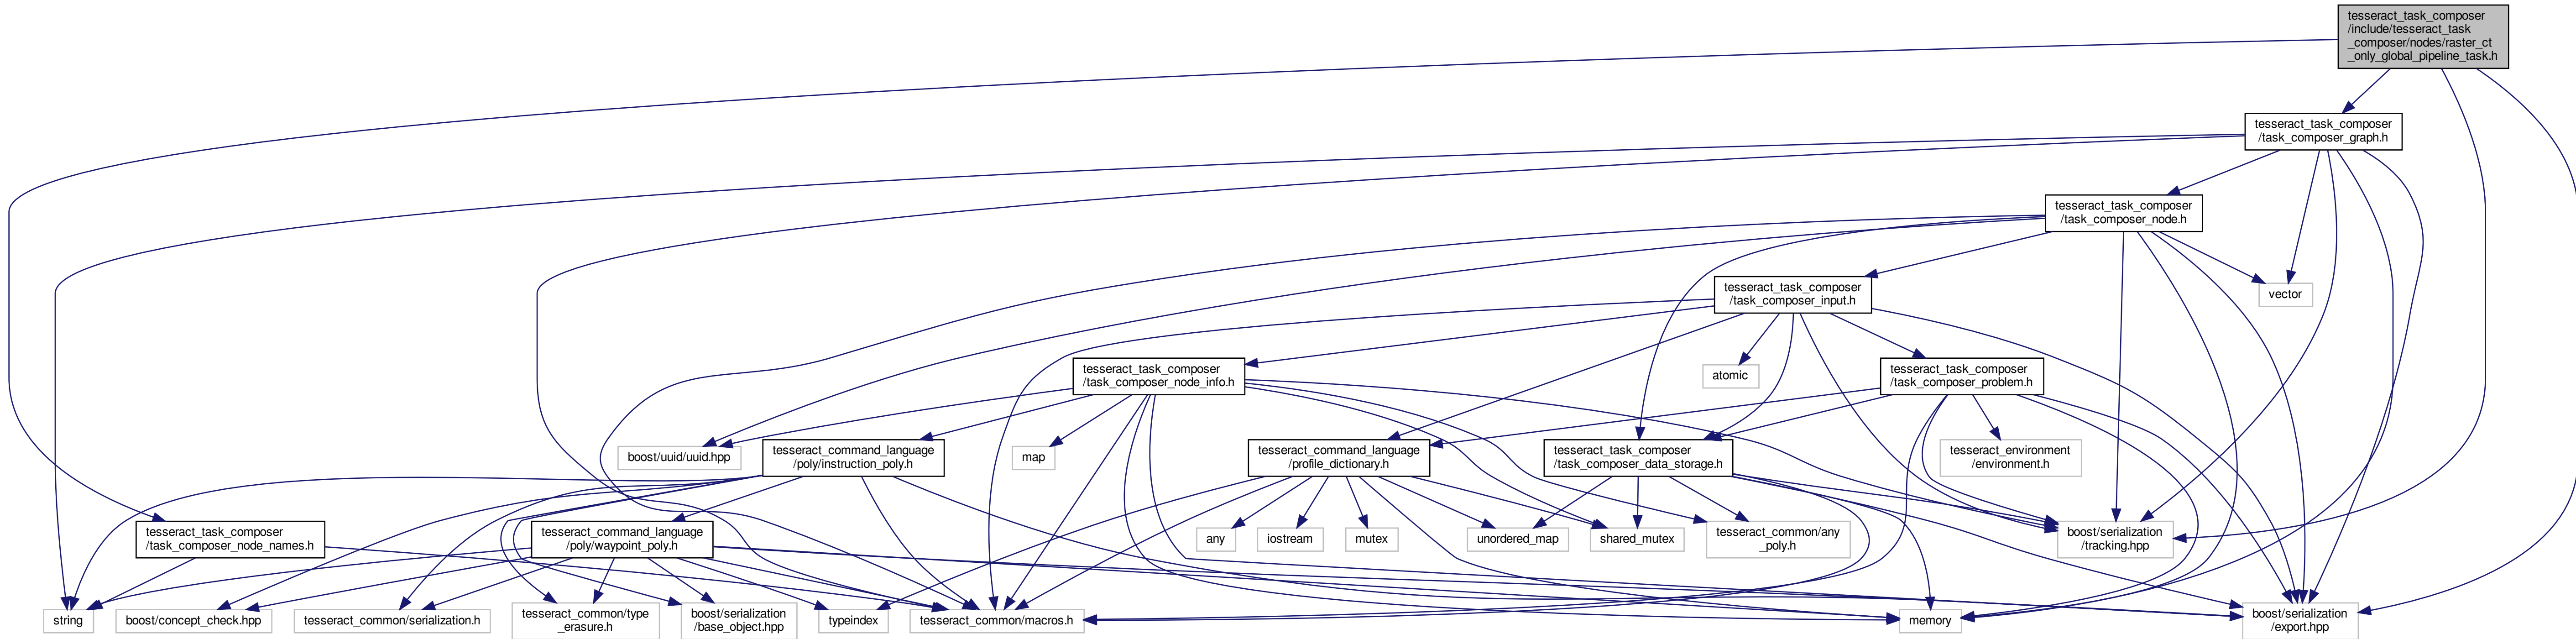 tesseract_task_composer
/include/tesseract_task
_composer/nodes/raster_ct
_only_global_pipeline_task.h
tesseract_task_composer
/task_composer_graph.h
tesseract_task_composer
/task_composer_node.h
tesseract_task_composer
/task_composer_input.h
vector
tesseract_task_composer
/task_composer_node_info.h
atomic
tesseract_task_composer
/task_composer_problem.h
boost/uuid/uuid.hpp
tesseract_command_language
/poly/instruction_poly.h
map
tesseract_command_language
/profile_dictionary.h
tesseract_task_composer
/task_composer_data_storage.h
tesseract_environment
/environment.h
tesseract_task_composer
/task_composer_node_names.h
tesseract_command_language
/poly/waypoint_poly.h
any
iostream
mutex
unordered_map
shared_mutex
tesseract_common/any
_poly.h
boost/serialization
/tracking.hpp
string
boost/concept_check.hpp
tesseract_common/serialization.h
tesseract_common/type
_erasure.h
boost/serialization
/base_object.hpp
typeindex
tesseract_common/macros.h
memory
boost/serialization
/export.hpp